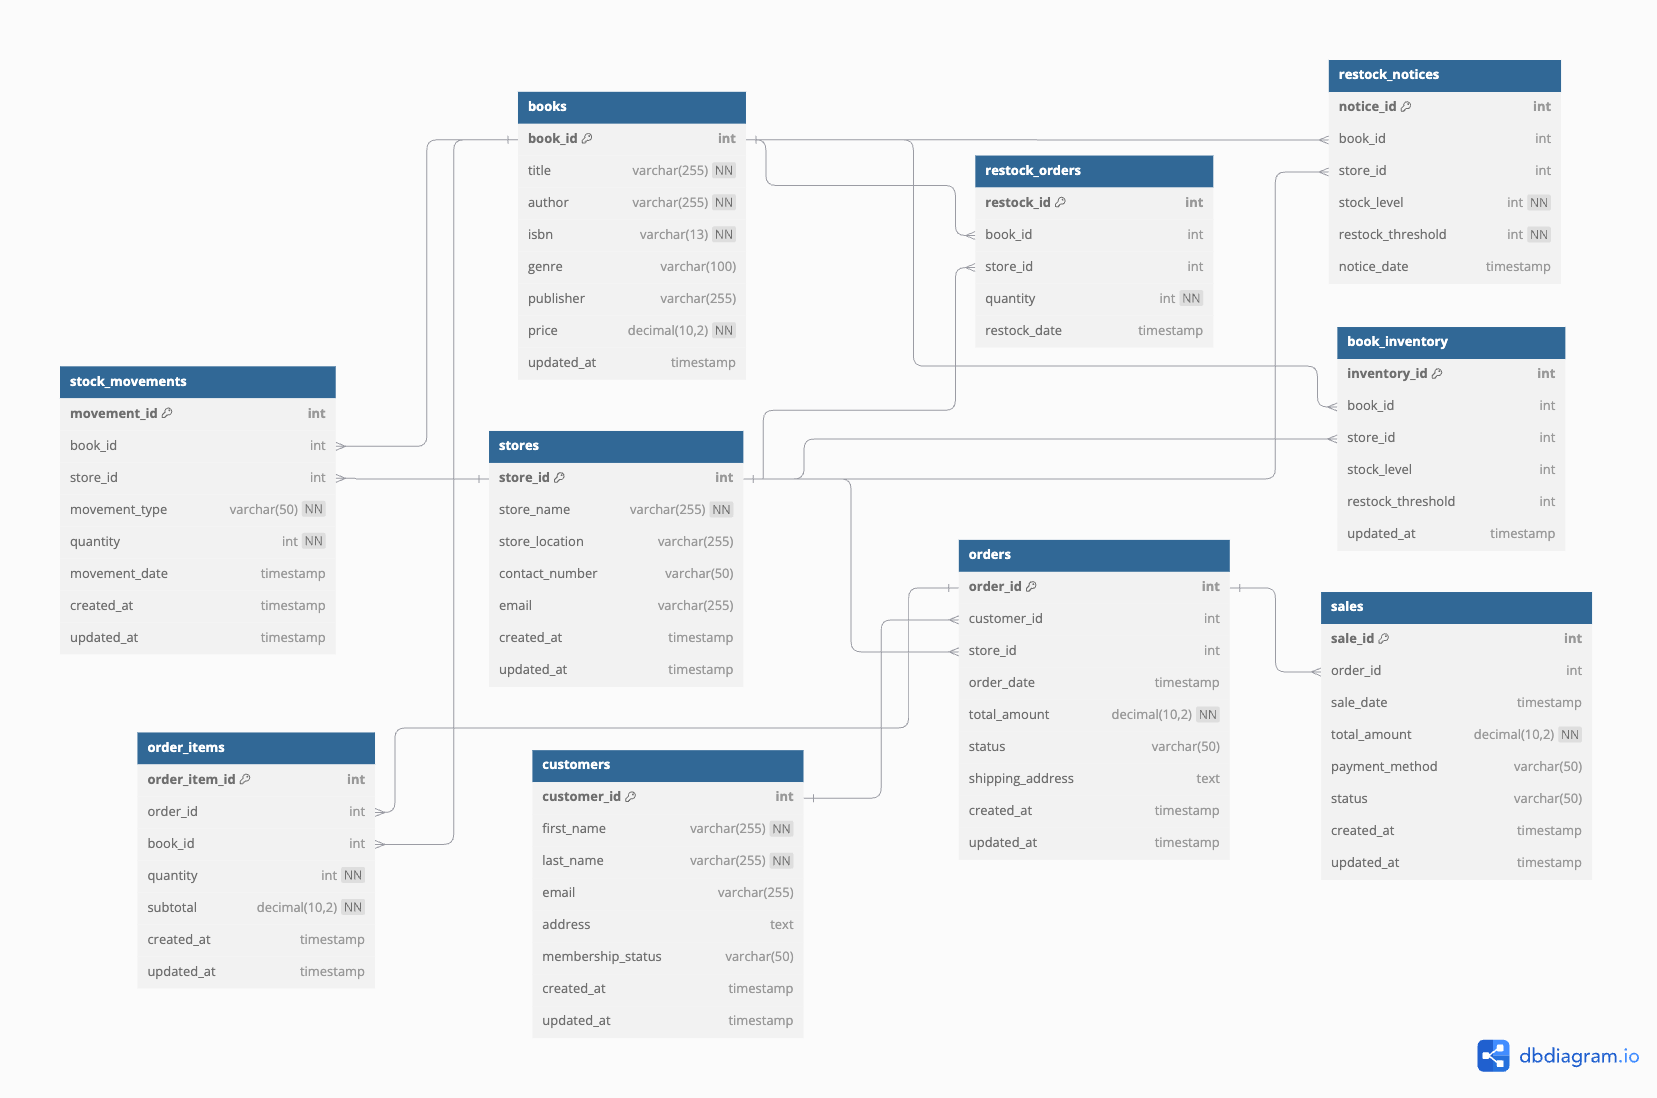 books
book_id int
title varchar(255) NN
author varchar(255) NN
isbn varchar(13) NN
genre varchar(100)
publisher varchar(255)
price decimal(10,2) NN
updated_at timestamp
restock_orders
restock_id int
book_id int
store_id int
quantity int NN
restock_date timestamp
restock_notices
notice_id int
book_id int
store_id int
stock_level int NN
restock_threshold int NN
notice_date timestamp
book_inventory
inventory_id int
book_id int
store_id int
stock_level int
restock_threshold int
updated_at timestamp
stock_movements
movement_id int
book_id int
store_id int
movement_type varchar(50) NN
quantity int NN
movement_date timestamp
created_at timestamp
updated_at timestamp
stores
store_id int
store_name varchar(255) NN
store_location varchar(255)
contact_number varchar(50)
email varchar(255)
created_at timestamp
updated_at timestamp
orders
order_id int
customer_id int
store_id int
order_date timestamp
total_amount decimal(10,2) NN
status varchar(50)
shipping_address text
created_at timestamp
updated_at timestamp
sales
sale_id int
order_id int
sale_date timestamp
total_amount decimal(10,2) NN
payment_method varchar(50)
status varchar(50)
created_at timestamp
updated_at timestamp
order_items
order_item_id int
order_id int
book_id int
quantity int NN
subtotal decimal(10,2) NN
created_at timestamp
updated_at timestamp
customers
customer_id int
first_name varchar(255) NN
last_name varchar(255) NN
email varchar(255)
address text
membership_status varchar(50)
created_at timestamp
updated_at timestamp
dbdiagram.io